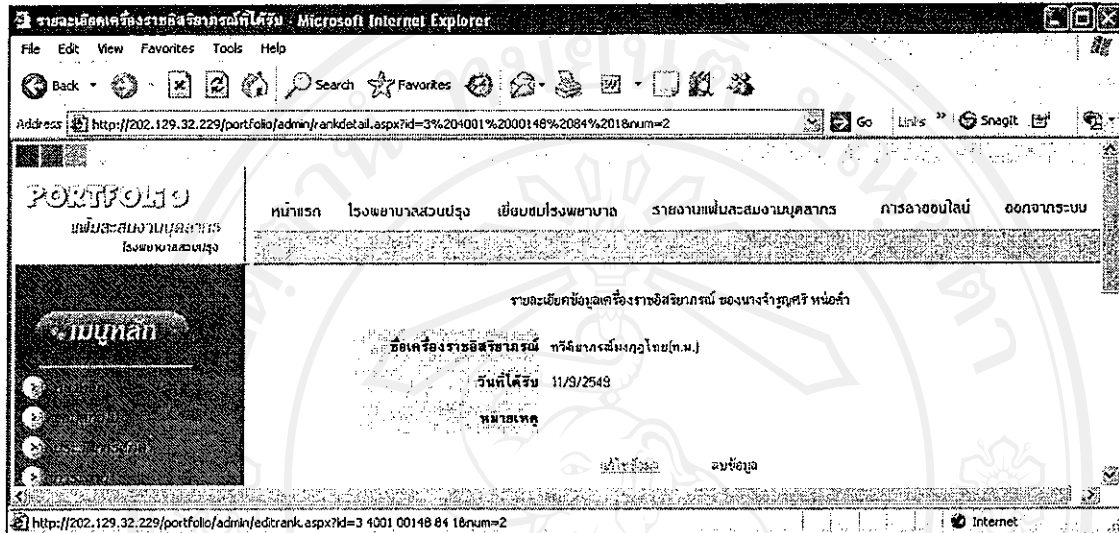 รายละเอียดเครื่องราชอิสริยาภรณ์ที่ได้รับ - Microsoft Internet Explorer
File Edit View Favorites Tools Help
Back Search Favorites
Address http://202.129.32.229/portfolio/admin/rankdetail.aspx?id=3%204001%2000148%2084%201&num=2 Go Links » SnagIt
PORTFOLIO
แฟ้มสะสมงานบุคลากร
โรงพยาบาลสวนปรุง
หน้าแรก โรงพยาบาลสวนปรุง เยี่ยมชมโรงพยาบาล รายงานแฟ้มสะสมงานบุคลากร การลาออนไลน์ ออกจากระบบ
รายละเอียดข้อมูลเครื่องราชอิสริยาภรณ์ ของนางจำรูญศรี หน่อคำ
เมนูหลัก
ชื่อเครื่องราชอิสริยาภรณ์ ทวีติยาภรณ์มงกุฎไทย(ท.ม.)
วันที่ได้รับ 11/9/2549
หมายเหตุ
แก้ไขข้อมูล ลบข้อมูล
http://202.129.32.229/portfolio/admin/editrank.aspx?id=3 4001 00148 84 1&num=2 Internet